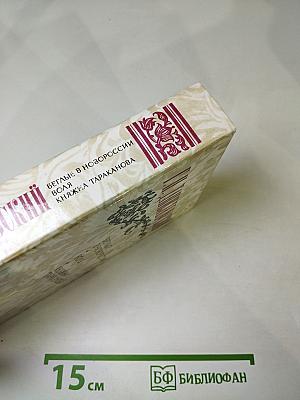 СКИЙ
БЕГЛЫЕ В НОВОРОССИИ
ВОЛЯ
КНЯЖНА ТАРАКАНОВА
15 см
БФ БИБЛИОФАН